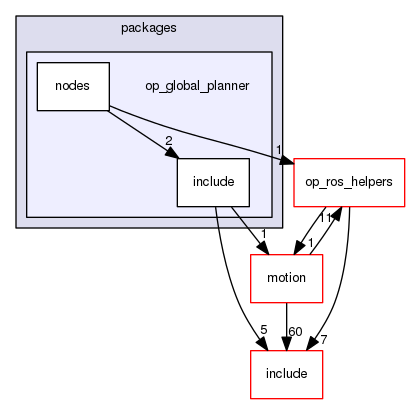 packages
nodes
op_global_planner
2
1
include
op_ros_helpers
11
1
1
motion
5
60
7
include